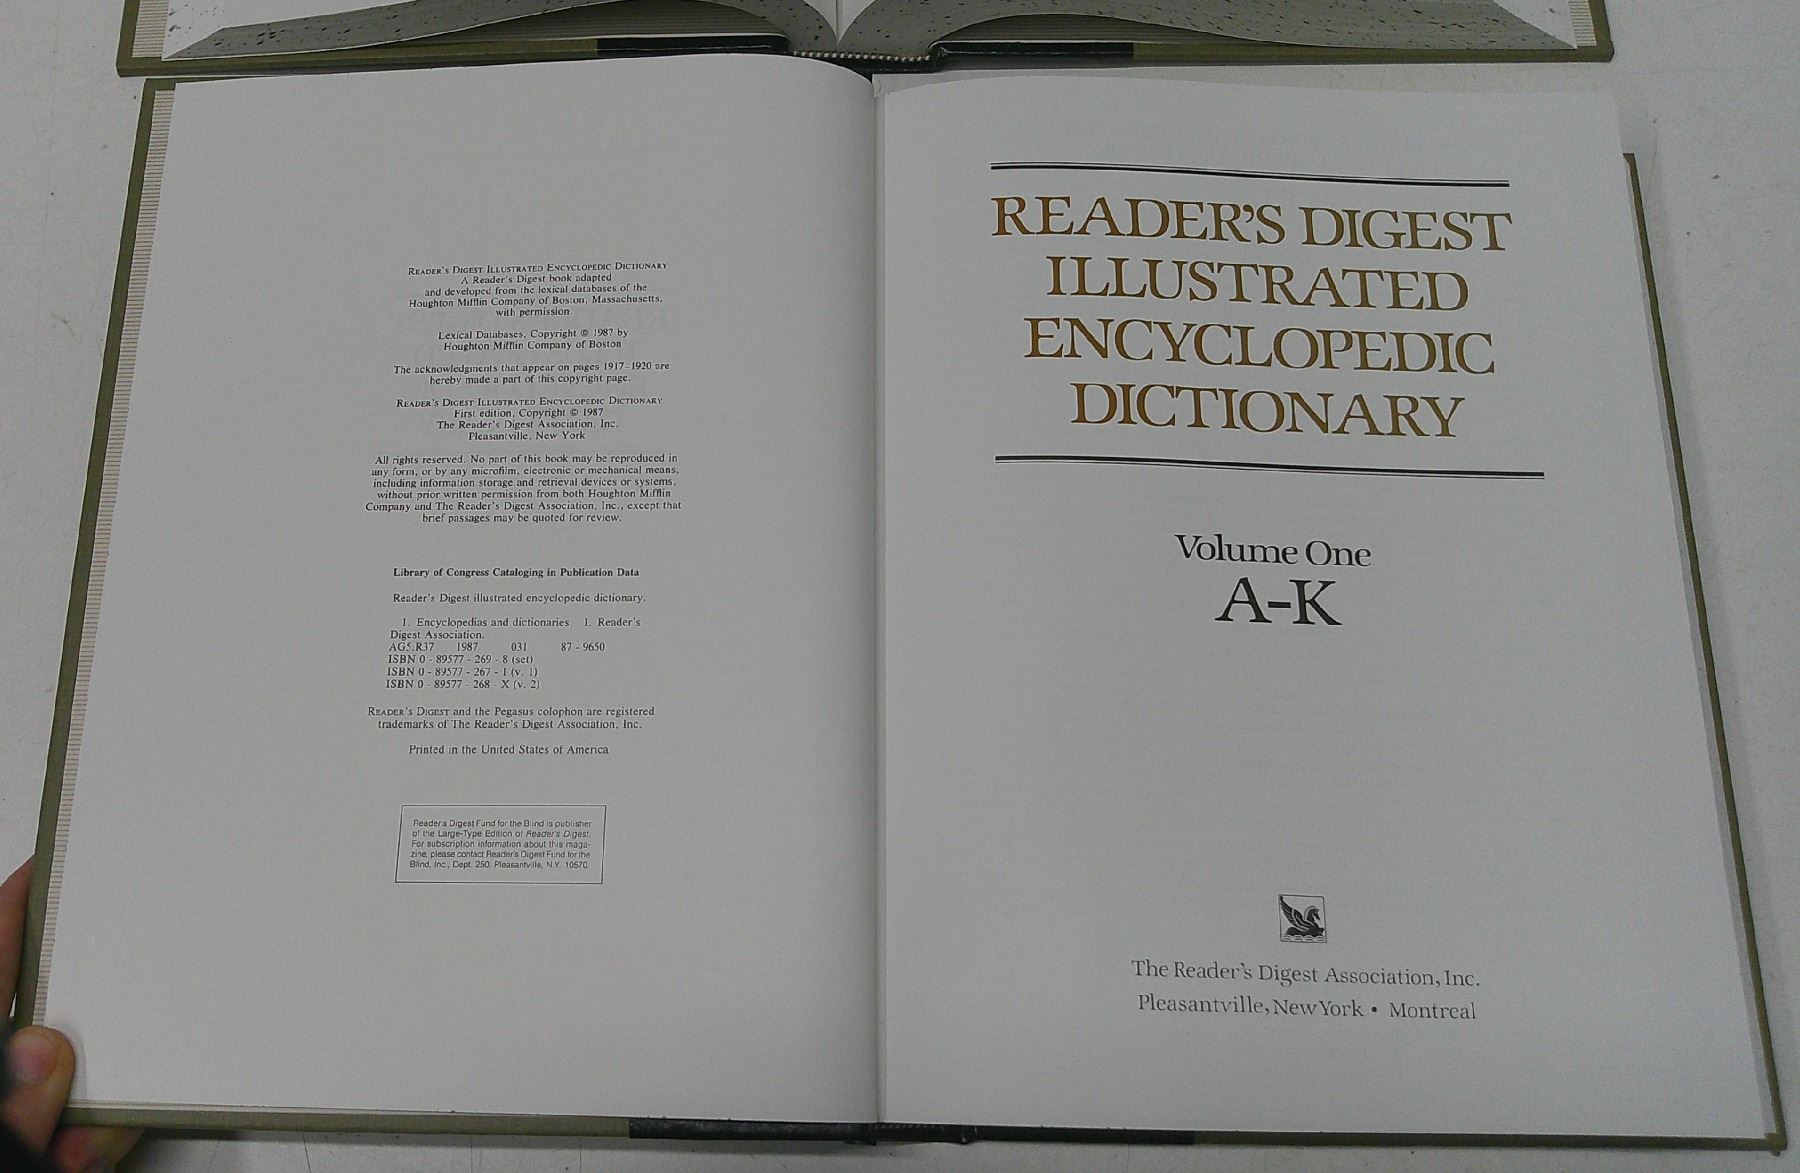 READER'S DIGEST ILLUSTRATED ENCYCLOPEDIC DICTIONARY
A Reader's Digest book adapted
and developed from the lexical databases of the
Houghton Mifflin Company of Boston, Massachusetts,
with permission.
Lexical Databases, Copyright © 1987 by
Houghton Mifflin Company of Boston
The acknowledgments that appear on pages 1917-1920 are
hereby made a part of this copyright page.
READER'S DIGEST ILLUSTRATED ENCYCLOPEDIC DICTIONARY
First edition, Copyright © 1987
The Reader's Digest Association, Inc.
Pleasantville, New York
All rights reserved. No part of this book may be reproduced in
any form, or by any microfilm, electronic or mechanical means,
including information storage and retrieval devices or systems,
without prior written permission from both Houghton Mifflin
Company and The Reader's Digest Association, Inc., except that
brief passages may be quoted for review.
Library of Congress Cataloging in Publication Data
Reader's Digest illustrated encyclopedic dictionary.
1. Encyclopedias and dictionaries. I. Reader's
Digest Association.
AG5.R37 1987 031 87-9650
ISBN 0 - 89577 - 269 - 8 (set)
ISBN 0 - 89577 - 267 - 1 (v. 1)
ISBN 0 - 89577 - 268 - X (v. 2)
READER'S DIGEST and the Pegasus colophon are registered
trademarks of The Reader's Digest Association, Inc.
Printed in the United States of America
Reader's Digest Fund for the Blind is publisher
of the Large-Type Edition of Reader's Digest.
For subscription information about this maga-
zine, please contact Reader's Digest Fund for the
Blind, Inc., Dept. 250, Pleasantville, N.Y. 10570.
READER'S DIGEST
ILLUSTRATED
ENCYCLOPEDIC
DICTIONARY
Volume One
A-K
The Reader's Digest Association, Inc.
Pleasantville, New York • Montreal